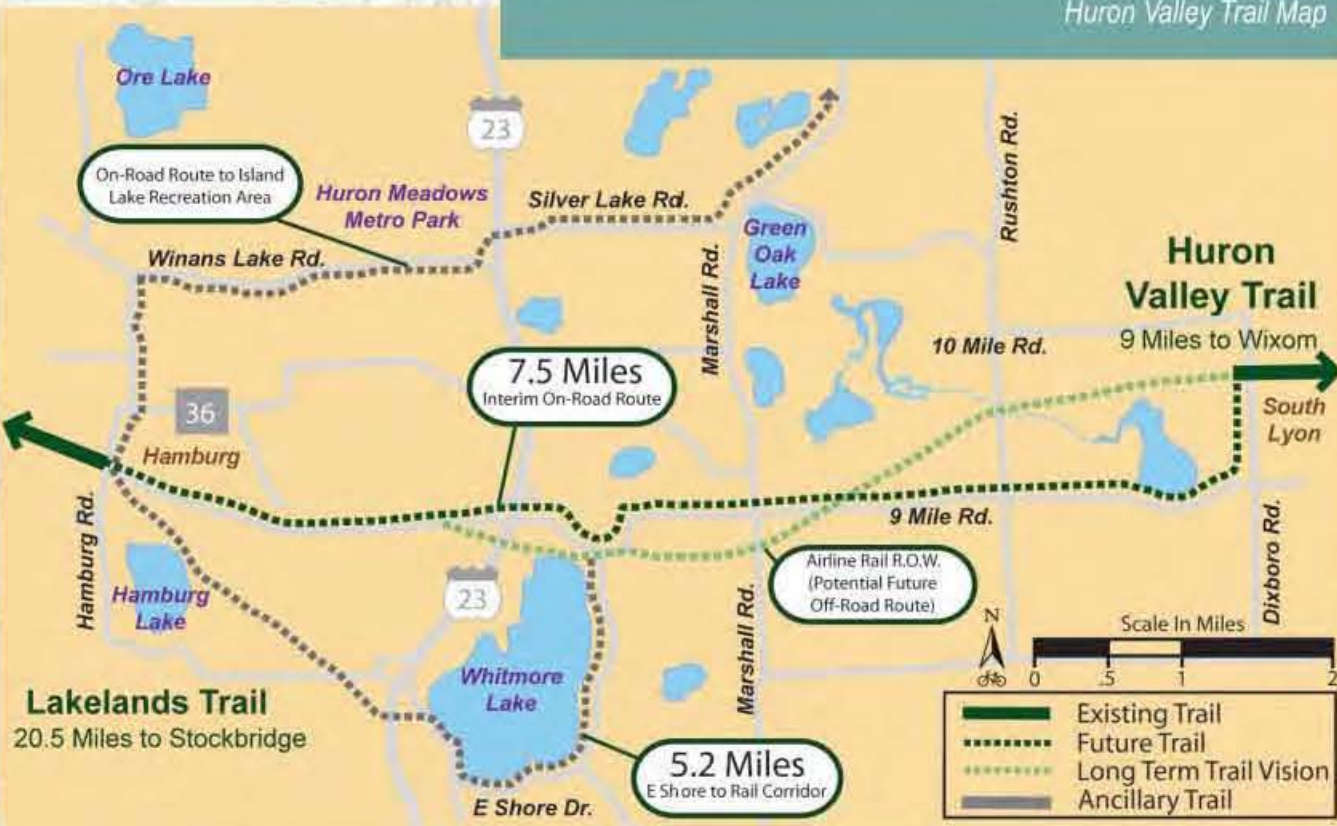 Huron Valley Trail Map
Ore Lake
23
On-Road Route to Island
Lake Recreation Area
Huron Meadows
Metro Park
Silver Lake Rd.
Rushton Rd.
Winans Lake Rd.
Green
Oak
Lake
Marshall Rd.
Huron
Valley Trail
9 Miles to Wixom
10 Mile Rd.
7.5 Miles
Interim On-Road Route
36
Hamburg
South
Lyon
Hamburg Rd.
9 Mile Rd.
Airline Rail R.O.W.
(Potential Future
Off-Road Route)
Dixboro Rd.
Hamburg
Lake
23
Marshall Rd.
N
Scale In Miles
0 .5 1 2
Whitmore
Lake
Lakelands Trail
20.5 Miles to Stockbridge
5.2 Miles
E Shore to Rail Corridor
E Shore Dr.
Existing Trail
Future Trail
Long Term Trail Vision
Ancillary Trail